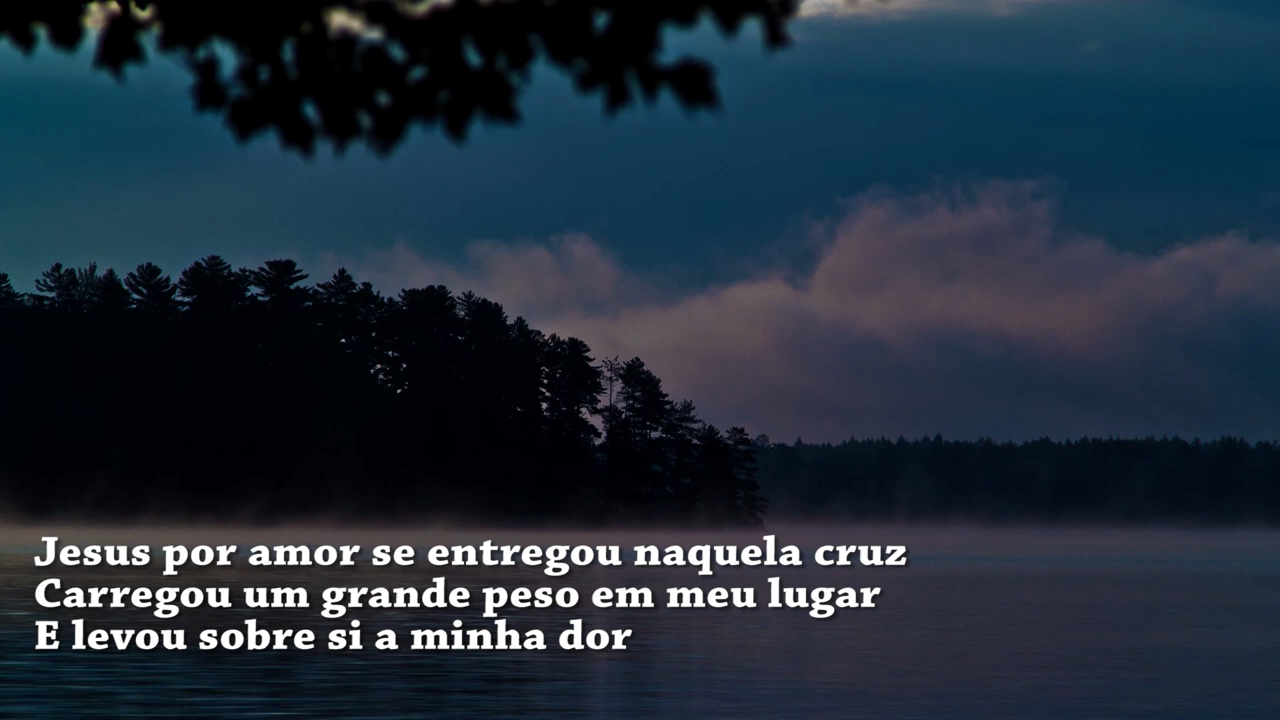 Jesus por amor se entregou naquela cruz
Carregou um grande peso em meu lugar
E levou sobre si a minha dor